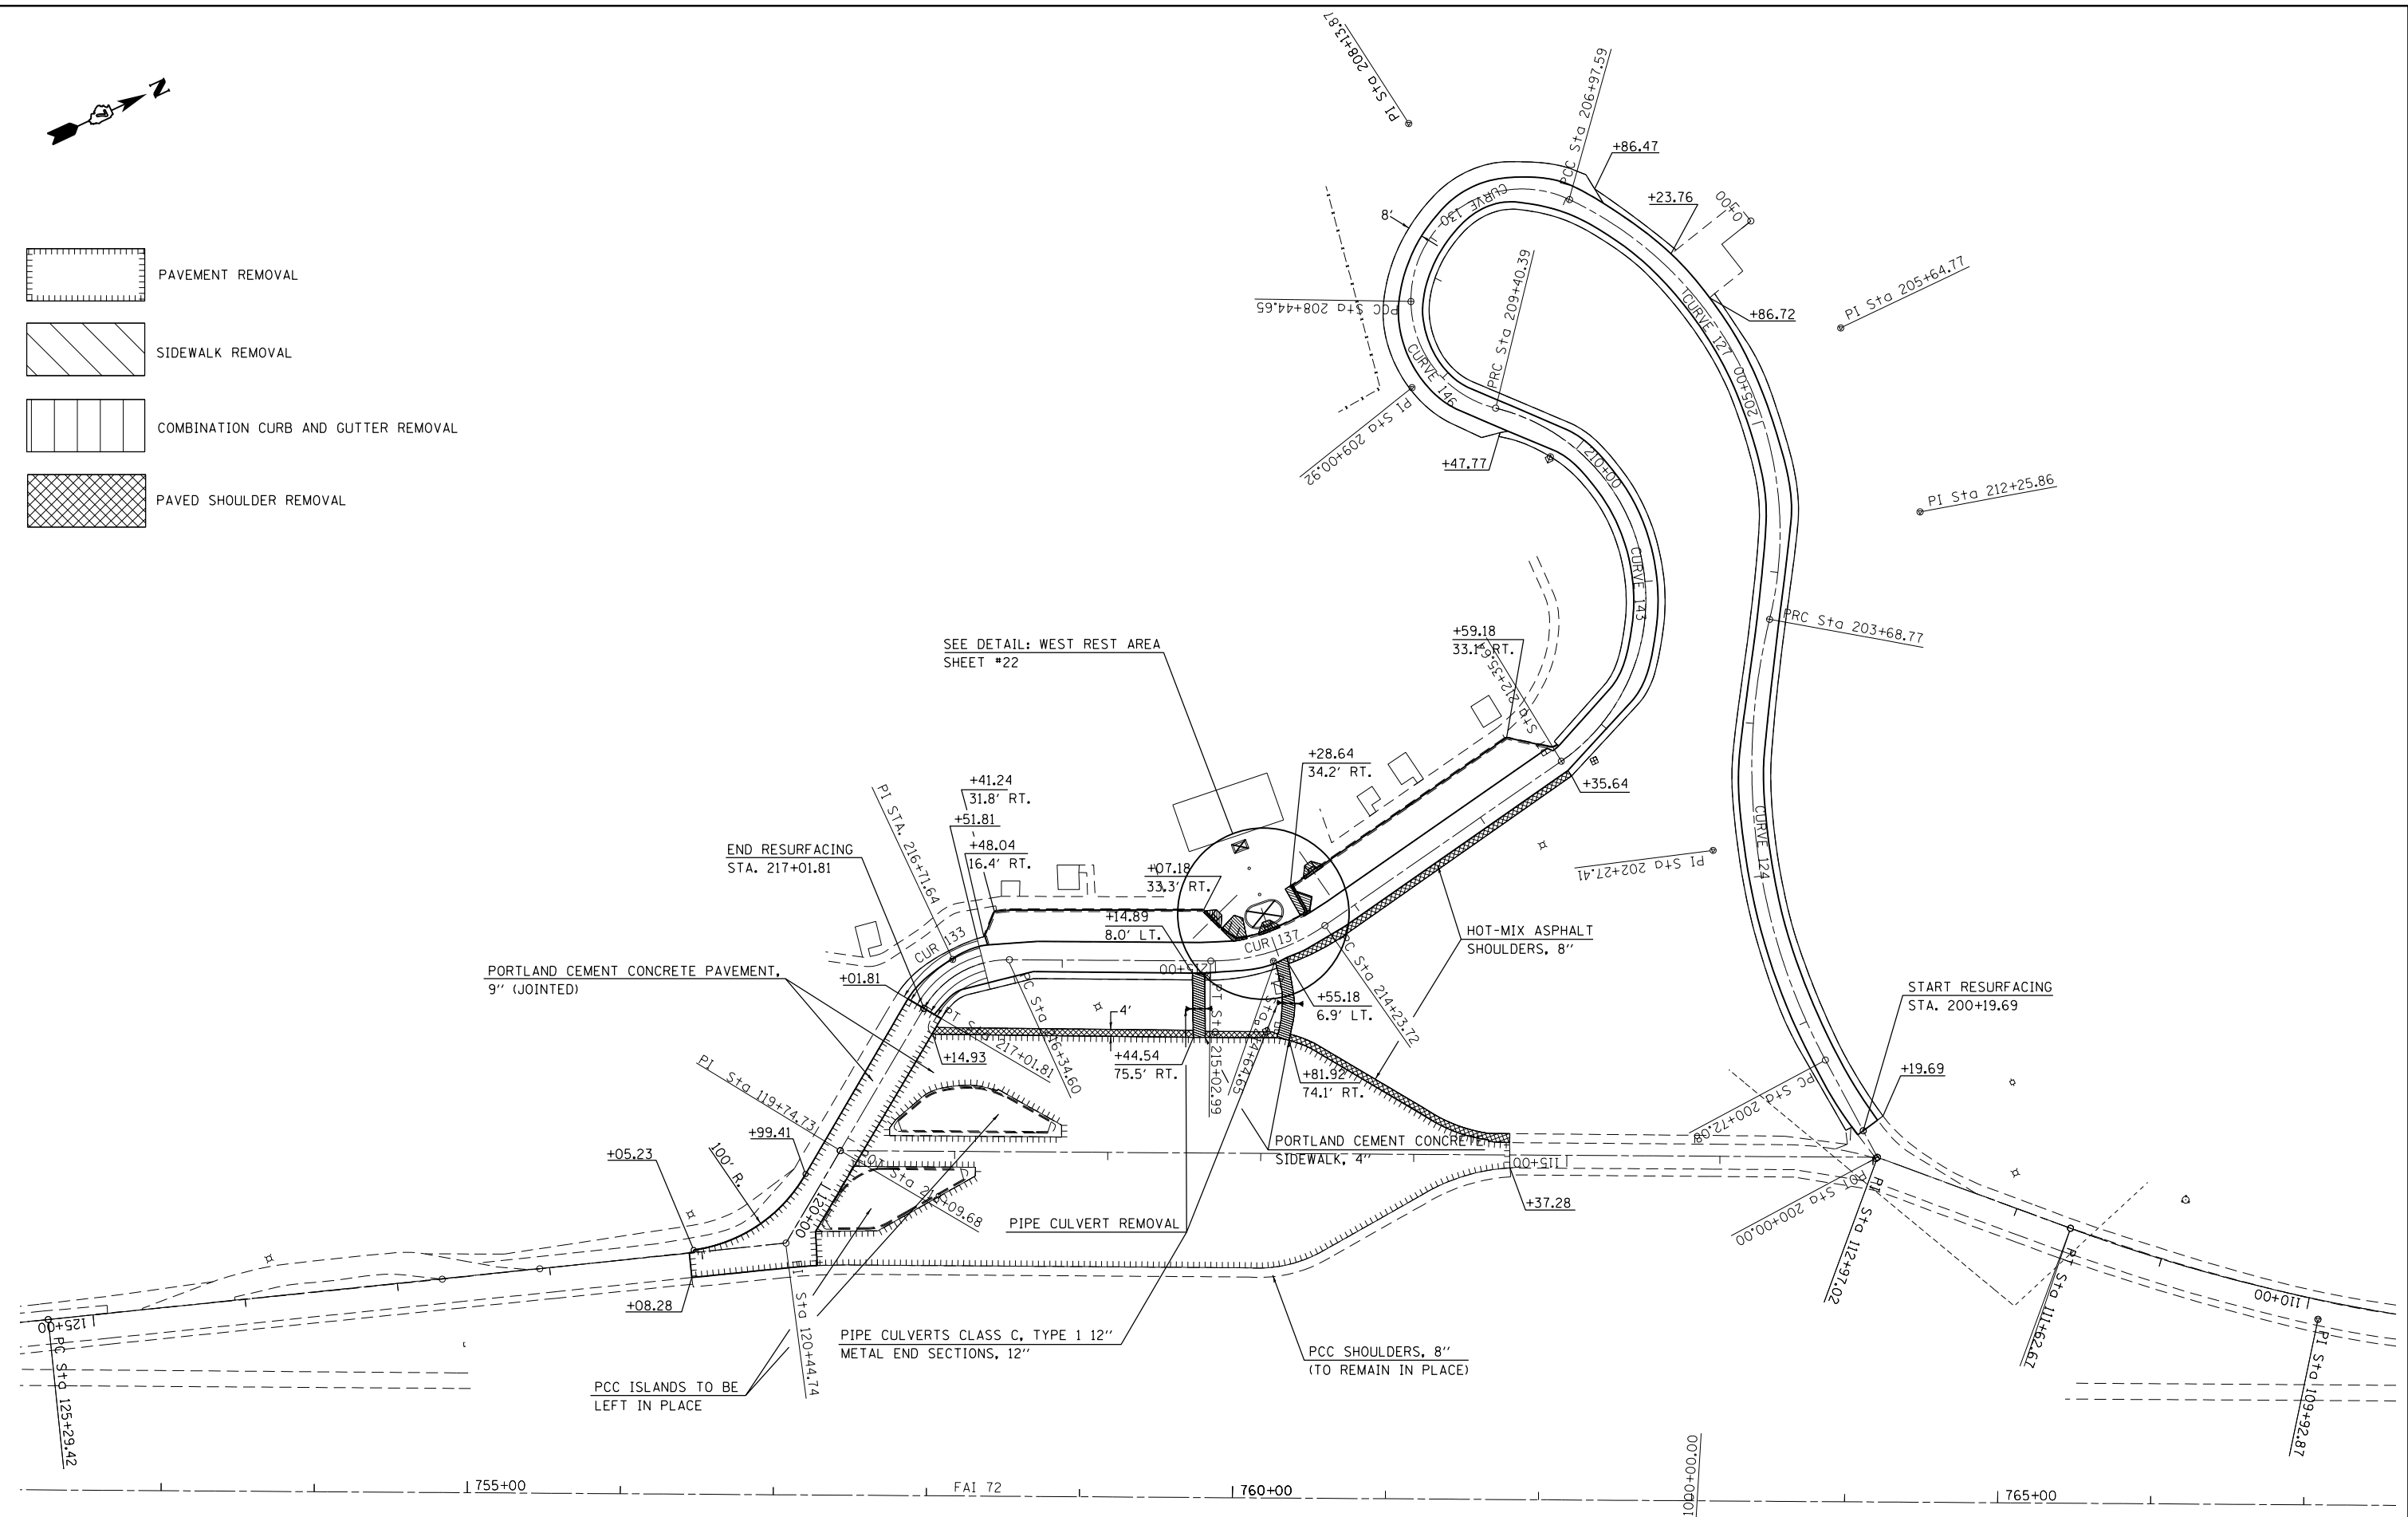 N
PAVEMENT REMOVAL
SIDEWALK REMOVAL
COMBINATION CURB AND GUTTER REMOVAL
PAVED SHOULDER REMOVAL
PI Sta 208+13.87
PCC Sta 206+97.59
+86.47
+23.76
0+00
8'
CURVE 130
PRC Sta 209+40.39
PI Sta 205+64.77
+86.72
CURVE 127
PCC Sta 208+44.65
205+00
CURVE 146
PI Sta 209+00.92
+47.77
210+00
PI Sta 212+25.86
CURVE 143
PRC Sta 203+68.77
SEE DETAIL: WEST REST AREA
SHEET #22
+59.18
33.1' RT.
+28.64
34.2' RT.
+35.64
+41.24
31.8' RT.
+51.81
+48.04
16.4' RT.
PI STA. 216+71.64
END RESURFACING
STA. 217+01.81
+07.18
33.3' RT.
+14.89
8.0' LT.
PI Sta 202+27.41
CURVE 124
CUR 133
CUR 137
HOT-MIX ASPHALT
SHOULDERS, 8"
PORTLAND CEMENT CONCRETE PAVEMENT,
9" (JOINTED)
+01.81
215+00
PC Sta 214+23.72
+55.18
6.9' LT.
START RESURFACING
STA. 200+19.69
4'
PT Sta 217+01.81
PC Sta 216+34.60
PT Sta 215+02.99
+14.93
+44.54
75.5' RT.
+81.92
74.1' RT.
+19.69
PC Sta 200+72.08
PI Sta 119+74.73
+99.41
+05.23
100' R.
PORTLAND CEMENT CONCRETE
SIDEWALK, 4"
115+00
+37.28
POT Sta 200+00.00
120+00
PIPE CULVERT REMOVAL
PT Sta 112+97.02
PT Sta 111+62.67
110+00
PI Sta 109+92.87
+08.28
PI Sta 120+44.74
PIPE CULVERTS CLASS C, TYPE 1 12"
METAL END SECTIONS, 12"
PCC SHOULDERS, 8"
(TO REMAIN IN PLACE)
PCC ISLANDS TO BE
LEFT IN PLACE
125+00
PC Sta 125+29.42
1000+00.00
755+00
FAI 72
760+00
765+00